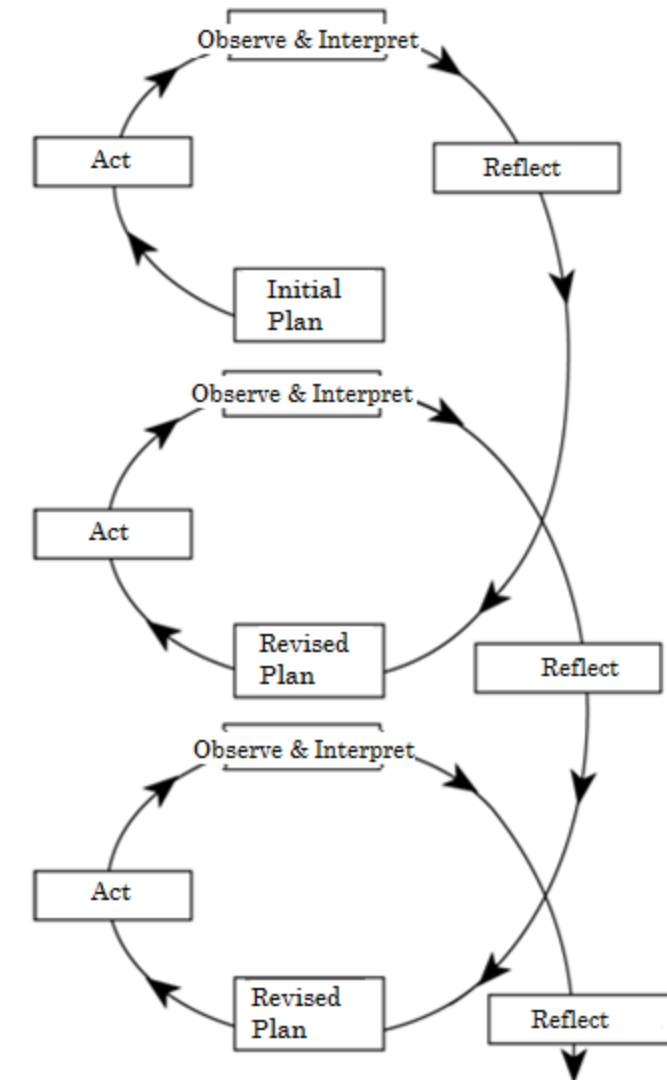 Observe & Interpret
Act
Reflect
Initial
Plan
Observe & Interpret
Act
Revised
Plan
Reflect
Observe & Interpret
Act
Revised
Plan
Reflect